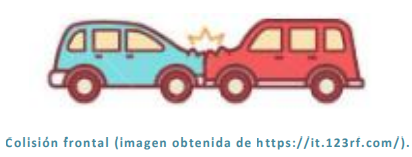 Colisión frontal (imagen obtenida de https://it.123rf.com/).